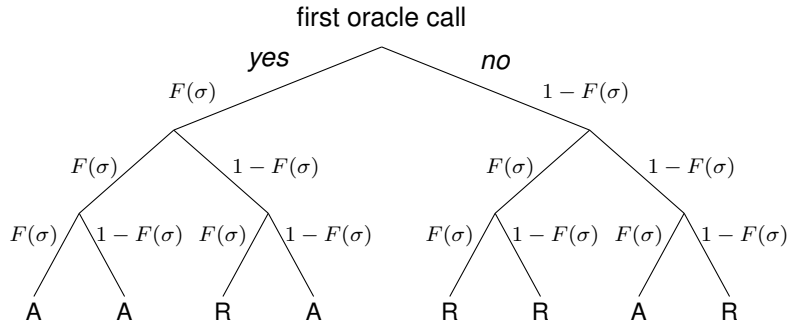 first oracle call
yes no
F(σ) 1 − F(σ)
F(σ) 1 − F(σ) F(σ) 1 − F(σ)
F(σ) 1 − F(σ) F(σ) 1 − F(σ) F(σ) 1 − F(σ) F(σ) 1 − F(σ)
A A R A R R A R